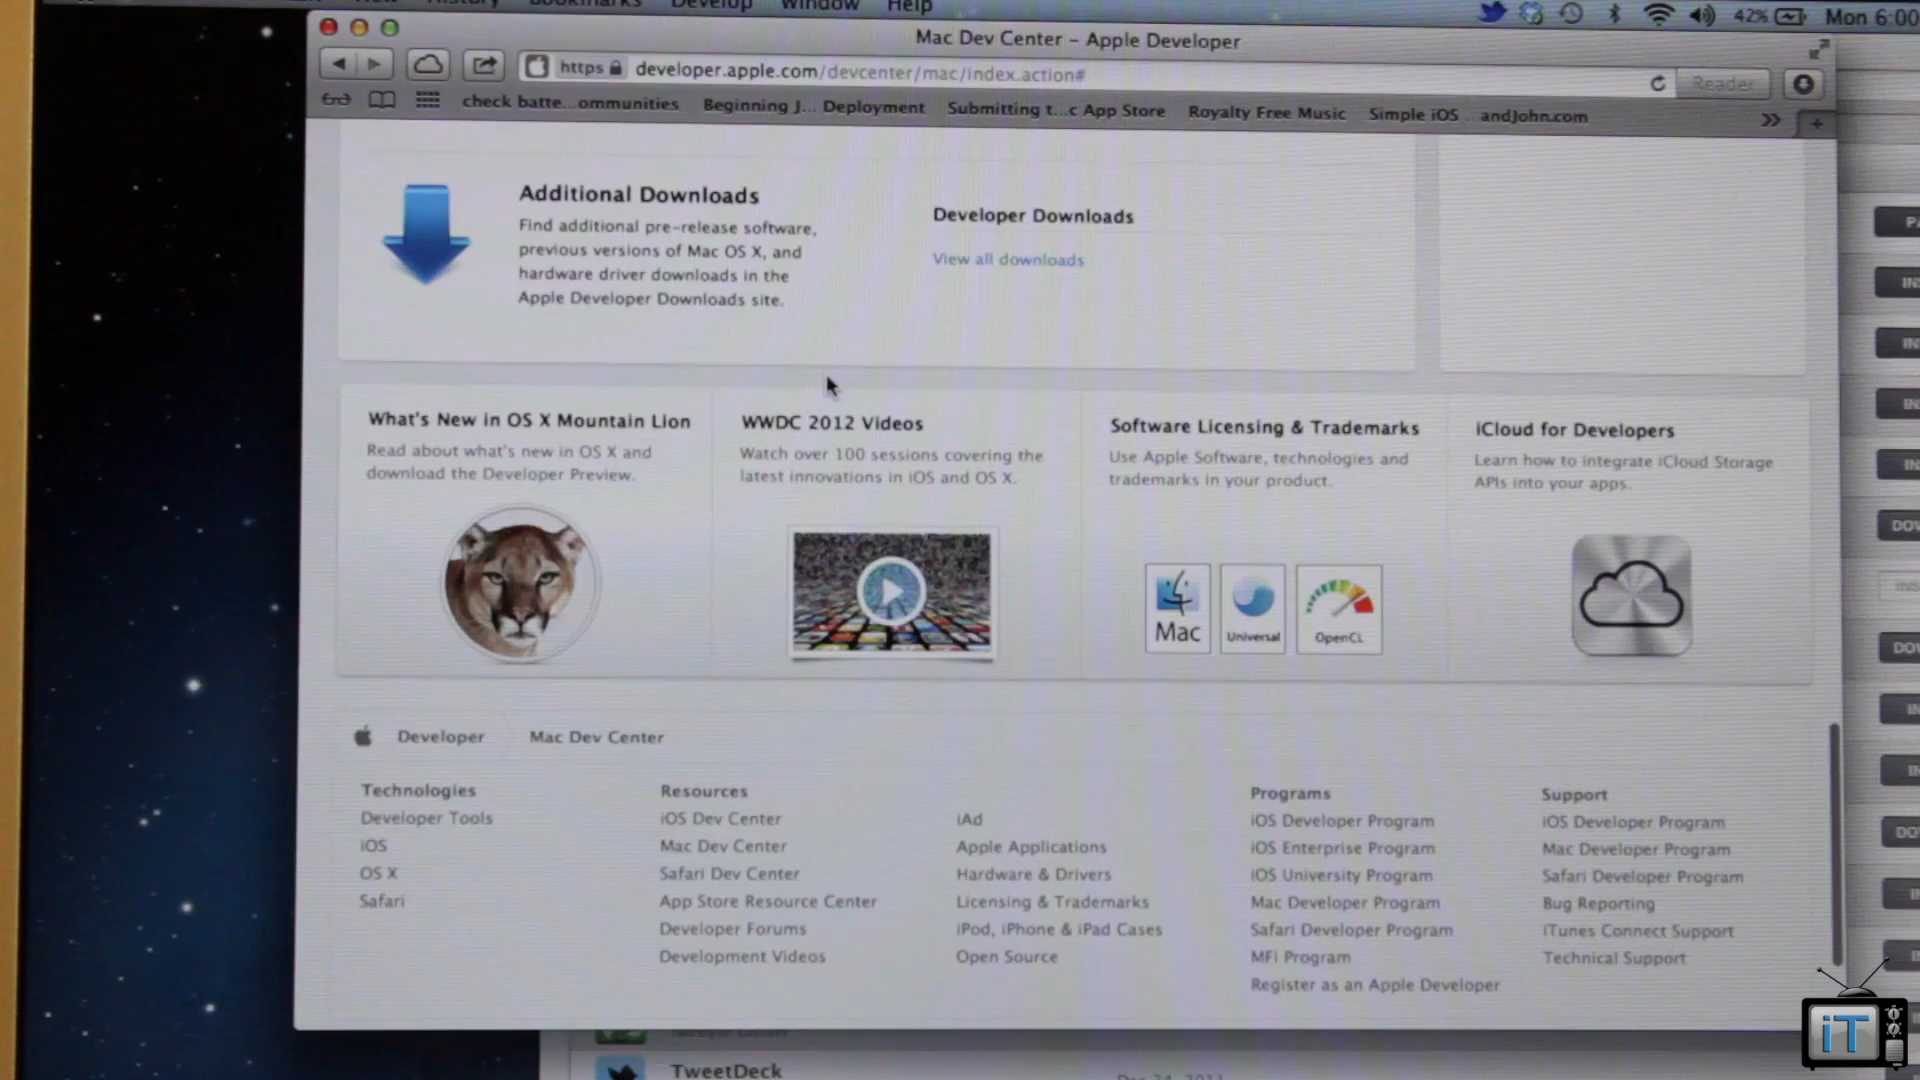 History Bookmarks Develop Window Help
42% Mon 6:00
Mac Dev Center – Apple Developer
https developer.apple.com/devcenter/mac/index.action#
Reader
check batte...ommunities Beginning J... Deployment Submitting t...c App Store Royalty Free Music Simple iOS ...andJohn.com
Additional Downloads
Find additional pre-release software,
previous versions of Mac OS X, and
hardware driver downloads in the
Apple Developer Downloads site.
Developer Downloads
View all downloads
What's New in OS X Mountain Lion
Read about what's new in OS X and
download the Developer Preview.
WWDC 2012 Videos
Watch over 100 sessions covering the
latest innovations in iOS and OS X.
Software Licensing & Trademarks
Use Apple Software, technologies and
trademarks in your product.
Mac
Universal
OpenCL
iCloud for Developers
Learn how to integrate iCloud Storage
APIs into your apps.
Developer Mac Dev Center
Technologies
Developer Tools
iOS
OS X
Safari
Resources
iOS Dev Center
Mac Dev Center
Safari Dev Center
App Store Resource Center
Developer Forums
Development Videos
iAd
Apple Applications
Hardware & Drivers
Licensing & Trademarks
iPod, iPhone & iPad Cases
Open Source
Programs
iOS Developer Program
iOS Enterprise Program
iOS University Program
Mac Developer Program
Safari Developer Program
MFi Program
Register as an Apple Developer
Support
iOS Developer Program
Mac Developer Program
Safari Developer Program
Bug Reporting
iTunes Connect Support
Technical Support
TweetDeck
iT